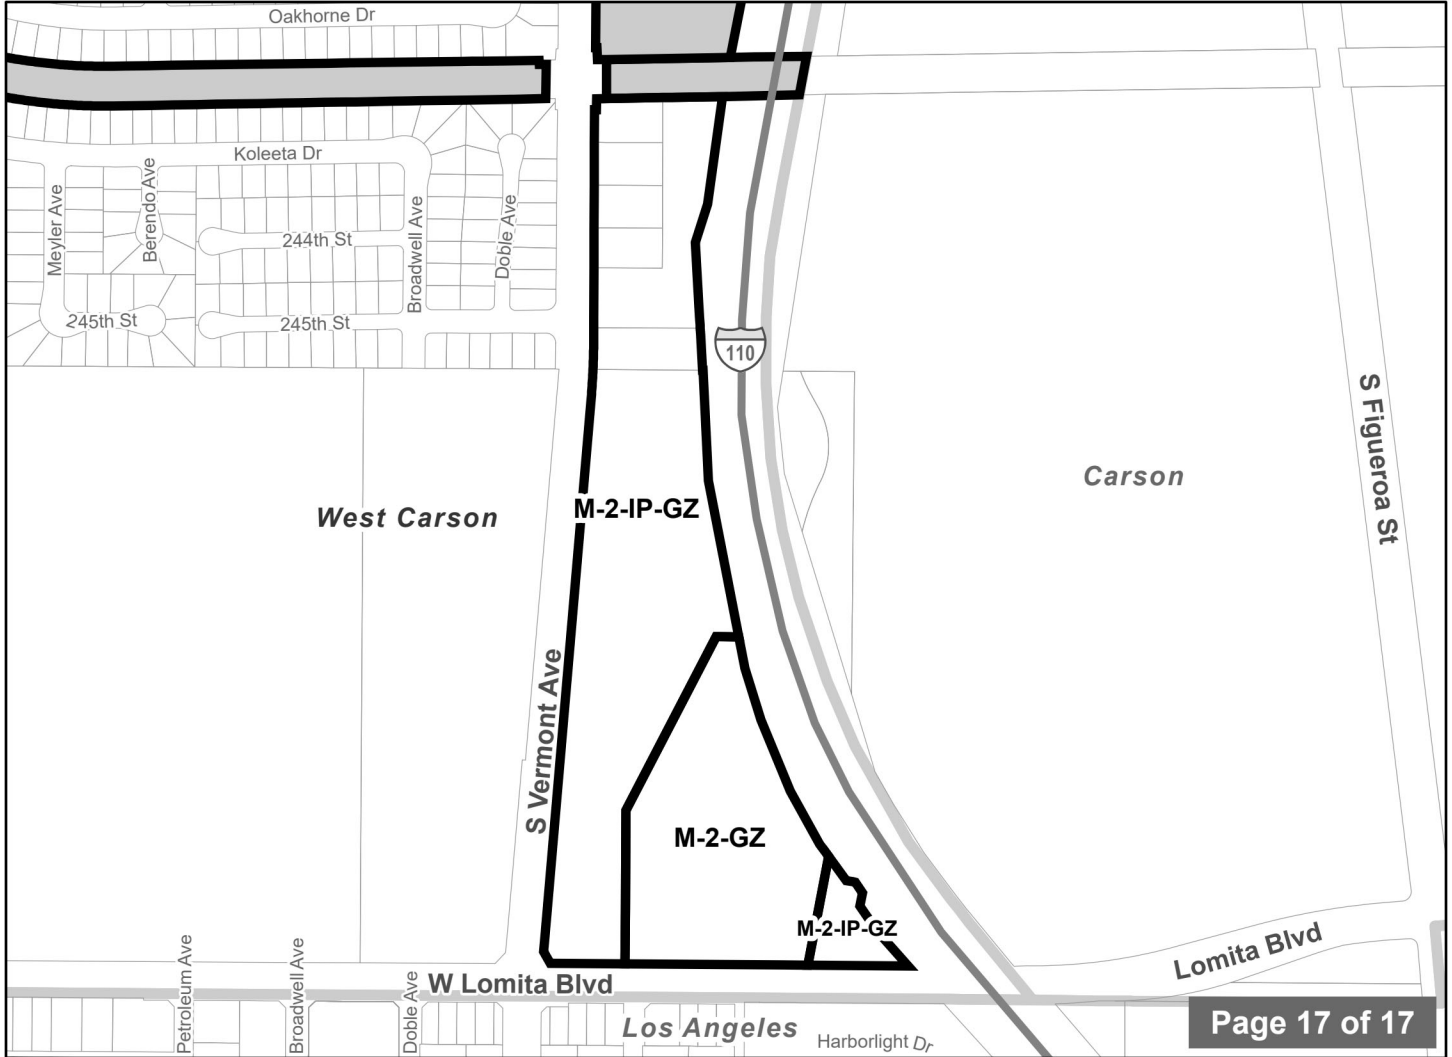 Oakhorne Dr
Koleeta Dr
Meyler Ave
Berendo Ave
244th St
Broadwell Ave
Doble Ave
245th St
245th St
110
S Figueroa St
Carson
West Carson
M-2-IP-GZ
S Vermont Ave
M-2-GZ
M-2-IP-GZ
Lomita Blvd
Petroleum Ave
Broadwell Ave
Doble Ave
W Lomita Blvd
Los Angeles
Harborlight Dr
Page 17 of 17